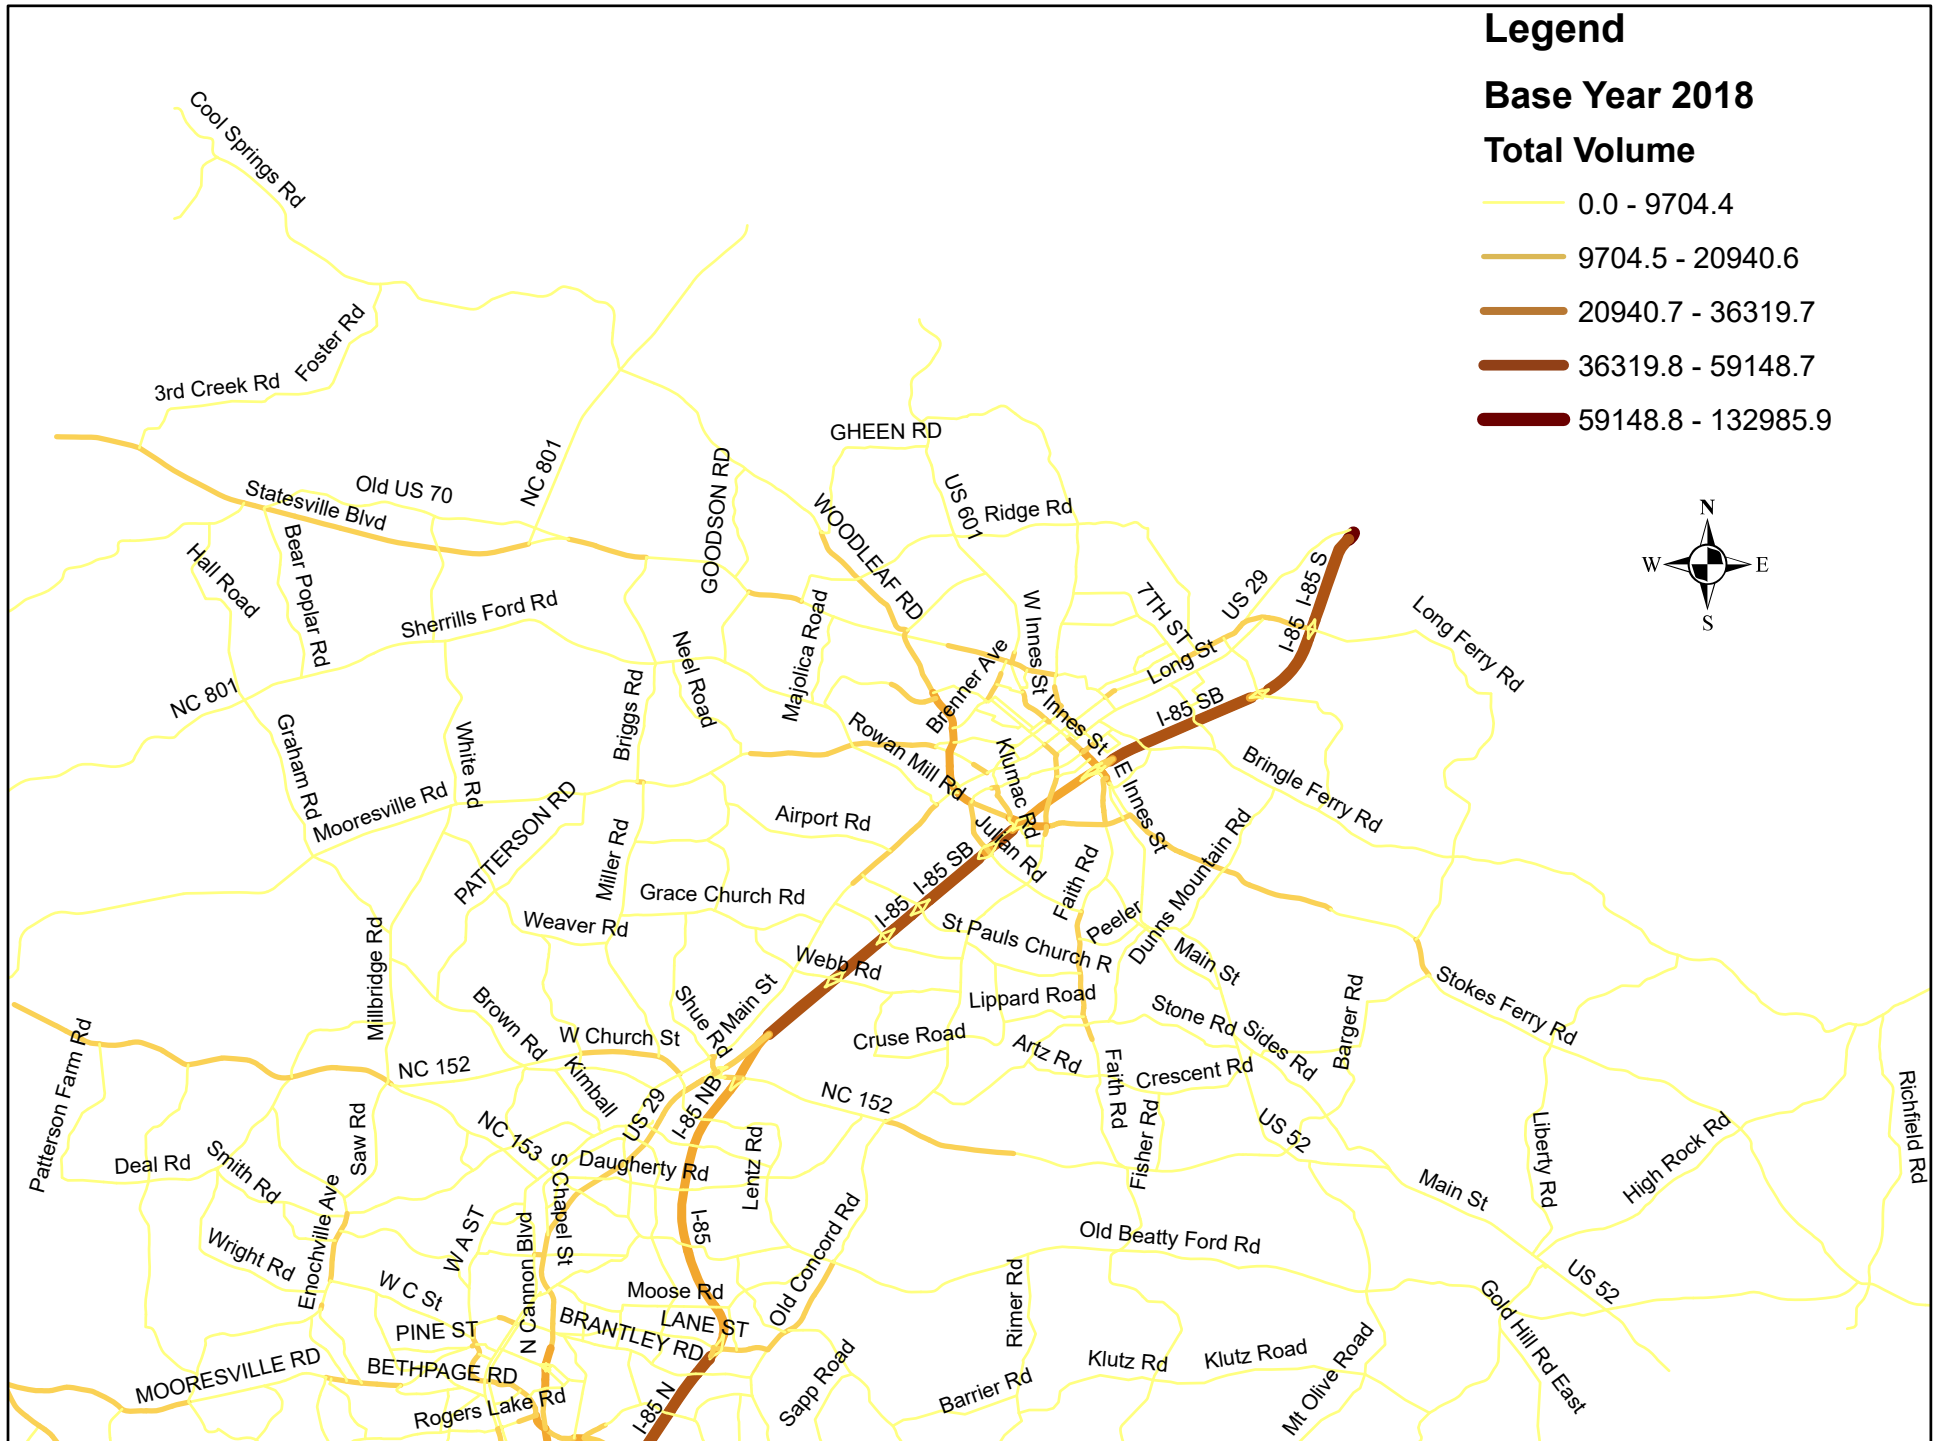 Legend
Base Year 2018
Total Volume
0.0 - 9704.4
9704.5 - 20940.6
20940.7 - 36319.7
36319.8 - 59148.7
59148.8 - 132985.9
N
W
E
S
Cool Springs Rd
Foster Rd
3rd Creek Rd
GHEEN RD
NC 801
Old US 70
Statesville Blvd
GOODSON RD
US 601
Ridge Rd
WOODLEAF RD
Hall Road
Bear Poplar Rd
Sherrills Ford Rd
Majolica Road
W Innes St
7TH ST
US 29
I-85 S
I-85
Long Ferry Rd
Neel Road
Brenner Ave
Long St
NC 801
Briggs Rd
I-85 SB
Innes St
Graham Rd
White Rd
Rowan Mill Rd
Klumac Rd
E Innes St
Bringle Ferry Rd
Mooresville Rd
PATTERSON RD
Airport Rd
Julian Rd
Miller Rd
I-85 SB
Faith Rd
Dunns Mountain Rd
Grace Church Rd
I-85
Peeler
St Pauls Church R
Weaver Rd
Millbridge Rd
Webb Rd
Main St
Stokes Ferry Rd
Shue Rd
Main St
Lippard Road
Stone Rd
Barger Rd
Brown Rd
W Church St
Cruse Road
Artz Rd
Sides Rd
Patterson Farm Rd
NC 152
Kimball
Crescent Rd
Faith Rd
NC 152
US 29
I-85 NB
Fisher Rd
US 52
Richfield Rd
Saw Rd
NC 153
Liberty Rd
High Rock Rd
Deal Rd
Smith Rd
S Chapel St
Daugherty Rd
Lentz Rd
Main St
Enochville Ave
W A ST
N Cannon Blvd
I-85
Old Concord Rd
Old Beatty Ford Rd
Wright Rd
W C St
Moose Rd
Rimer Rd
US 52
Gold Hill Rd East
PINE ST
BRANTLEY RD
LANE ST
MOORESVILLE RD
BETHPAGE RD
Sapp Road
Klutz Rd
Klutz Road
Mt Olive Road
Rogers Lake Rd
I-85 N
Barrier Rd